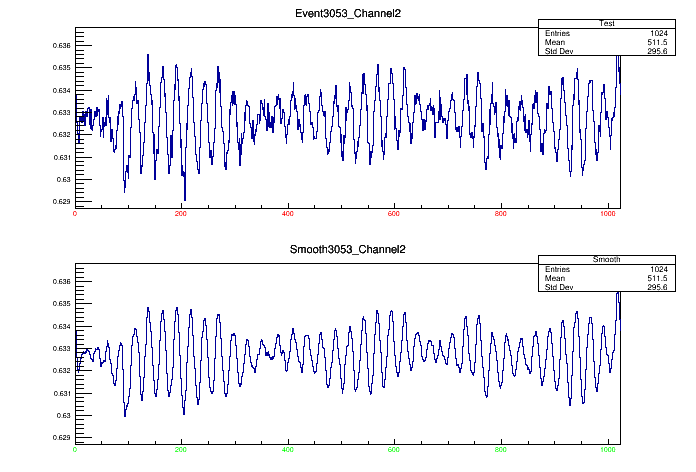 Event3053_Channel2
Test
Entries 1024
Mean 511.5
Std Dev 295.6
0.636
0.635
0.634
0.633
0.632
0.631
0.63
0.629
0 200 400 600 800 1000
Smooth3053_Channel2
Smooth
Entries 1024
Mean 511.5
Std Dev 295.6
0.636
0.635
0.634
0.633
0.632
0.631
0.63
0.629
0 200 400 600 800 1000